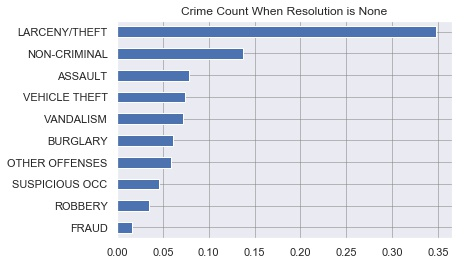 Crime Count When Resolution is None
LARCENY/THEFT
NON-CRIMINAL
ASSAULT
VEHICLE THEFT
VANDALISM
BURGLARY
OTHER OFFENSES
SUSPICIOUS OCC
ROBBERY
FRAUD
0.00 0.05 0.10 0.15 0.20 0.25 0.30 0.35